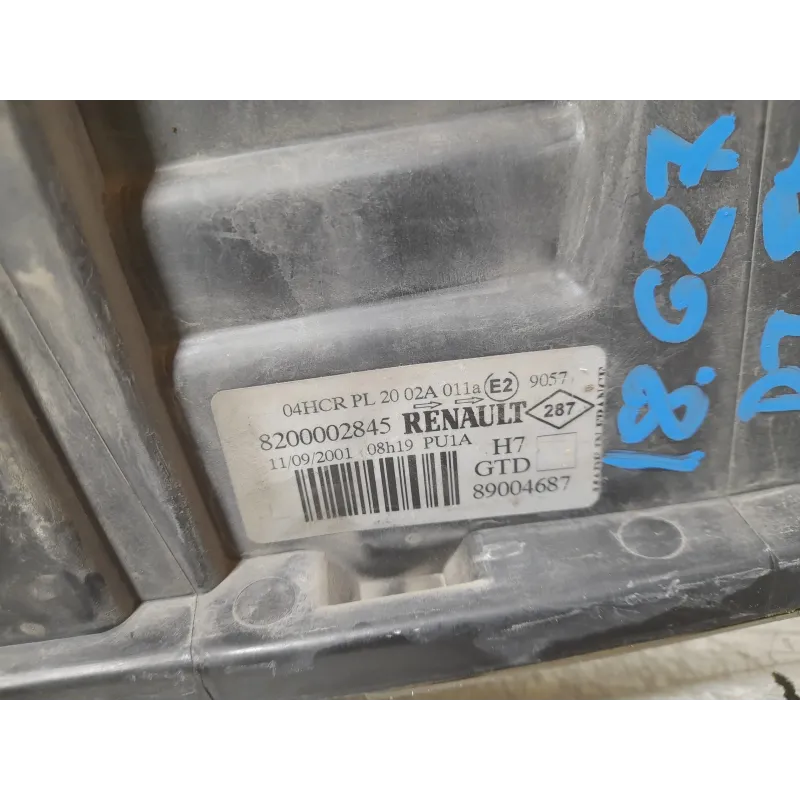 04HCR PL 20 02A 011a E2 9057
8200002845 RENAULT 287
11/09/2001 08h19 PU1A H7
GTD
89004687
MADE IN FRANCE
18.G27